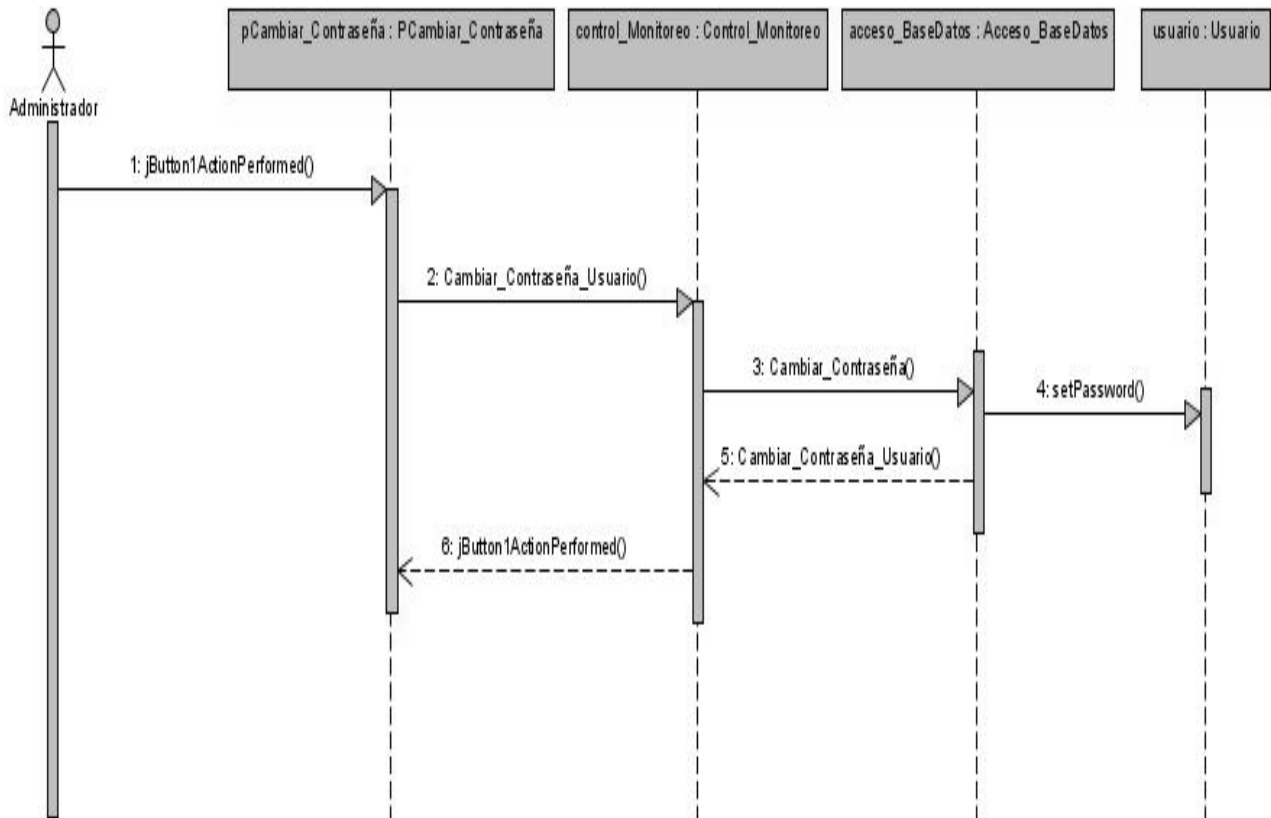 pCambiar_Contraseña : PCambiar_Contraseña
control_Monitoreo : Control_Monitoreo
acceso_BaseDatos : Acceso_BaseDatos
usuario : Usuario
Administrador
1: jButton1ActionPerformed()
2: Cambiar_Contraseña_Usuario()
3: Cambiar_Contraseña()
4: setPassword()
5: Cambiar_Contraseña_Usuario()
6: jButton1ActionPerformed()